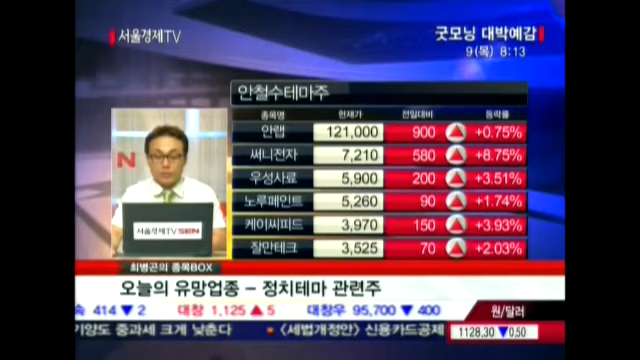 서울경제TV
굿모닝 대박예감
9(목) 8:13
안철수테마주
종목명 현재가 전일대비 등락률
안랩 121,000 900 ▲ +0.75%
써니전자 7,210 580 ▲ +8.75%
우성사료 5,900 200 ▲ +3.51%
노루페인트 5,260 90 ▲ +1.74%
케이씨피드 3,970 150 ▲ +3.93%
잘만테크 3,525 70 ▲ +2.03%
N
서울경제TV SEN
최병곤의 종목BOX
오늘의 유망업종 – 정치테마 관련주
속 414 ▼ 2 대창 1,125 ▲ 5 대창우 95,700 ▼ 400 원/달러
기양도 중과세 크게 낮춘다 <세법개정안> 신용카드공제 1128.30 ▼ 0.50